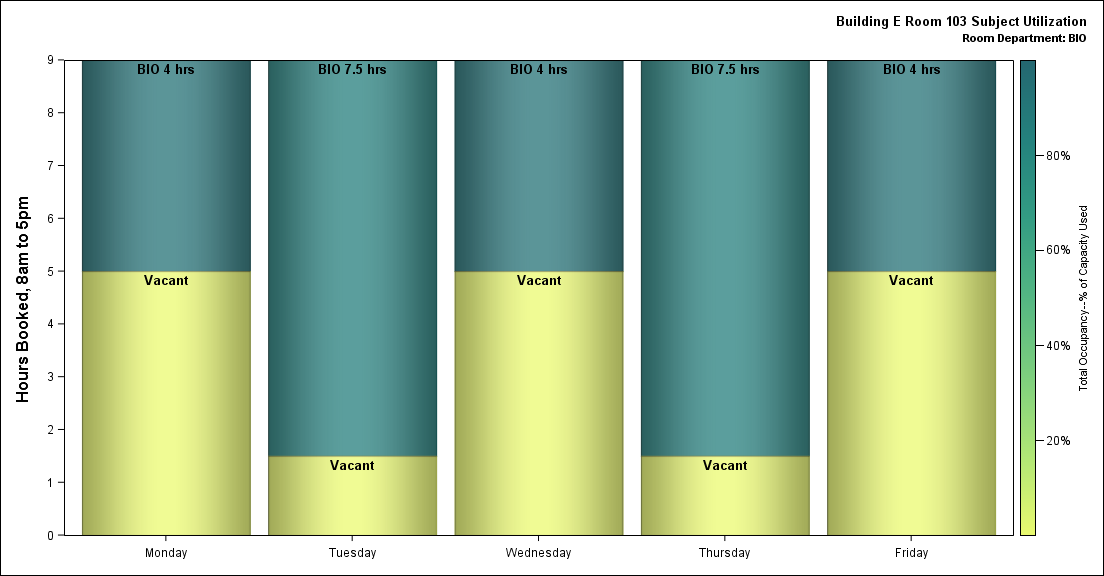 Building E Room 103 Subject Utilization
Room Department: BIO
9
8
7
6
5
4
3
2
1
0
Hours Booked, 8am to 5pm
BIO 4 hrs
BIO 7.5 hrs
BIO 4 hrs
BIO 7.5 hrs
BIO 4 hrs
Vacant
Vacant
Vacant
Vacant
Vacant
Monday
Tuesday
Wednesday
Thursday
Friday
80%
60%
40%
20%
Total Occupancy--% of Capacity Used